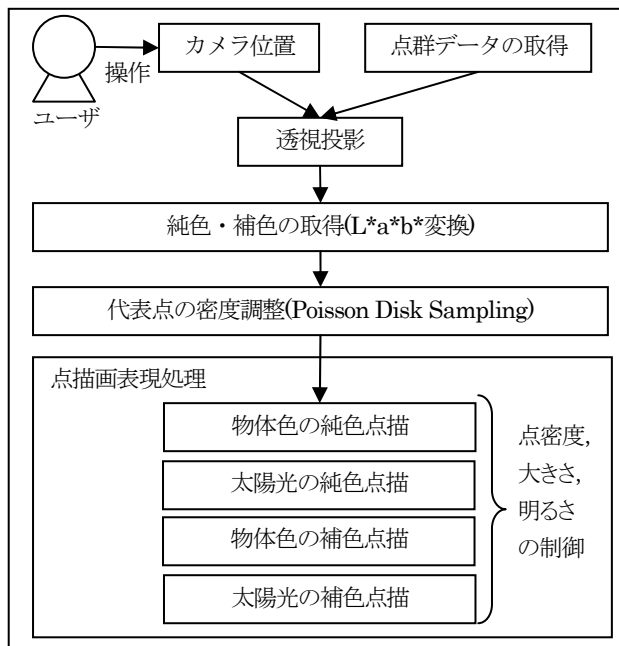 カメラ位置
点群データの取得
操作
ユーザ
透視投影
純色・補色の取得(L*a*b*変換)
代表点の密度調整(Poisson Disk Sampling)
点描画表現処理
物体色の純色点描
太陽光の純色点描
物体色の補色点描
太陽光の補色点描
点密度,
大きさ,
明るさ
の制御